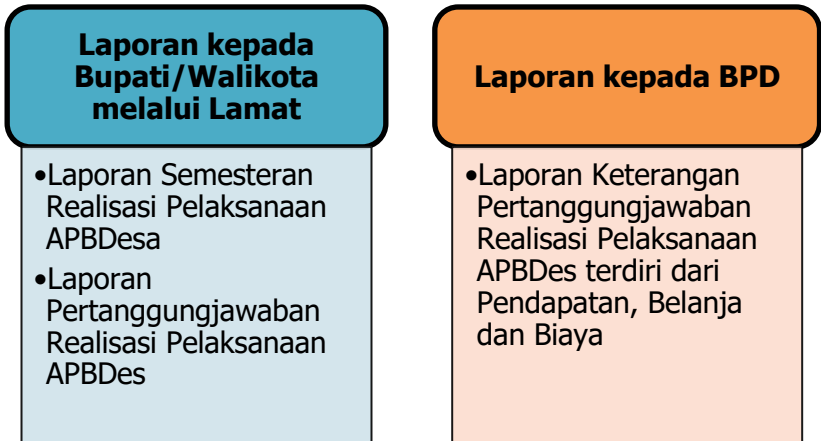 Laporan kepada
Bupati/Walikota
melalui Lamat
•Laporan Semesteran
Realisasi Pelaksanaan
APBDesa
•Laporan
Pertanggungjawaban
Realisasi Pelaksanaan
APBDes
Laporan kepada BPD
•Laporan Keterangan
Pertanggungjawaban
Realisasi Pelaksanaan
APBDes terdiri dari
Pendapatan, Belanja
dan Biaya